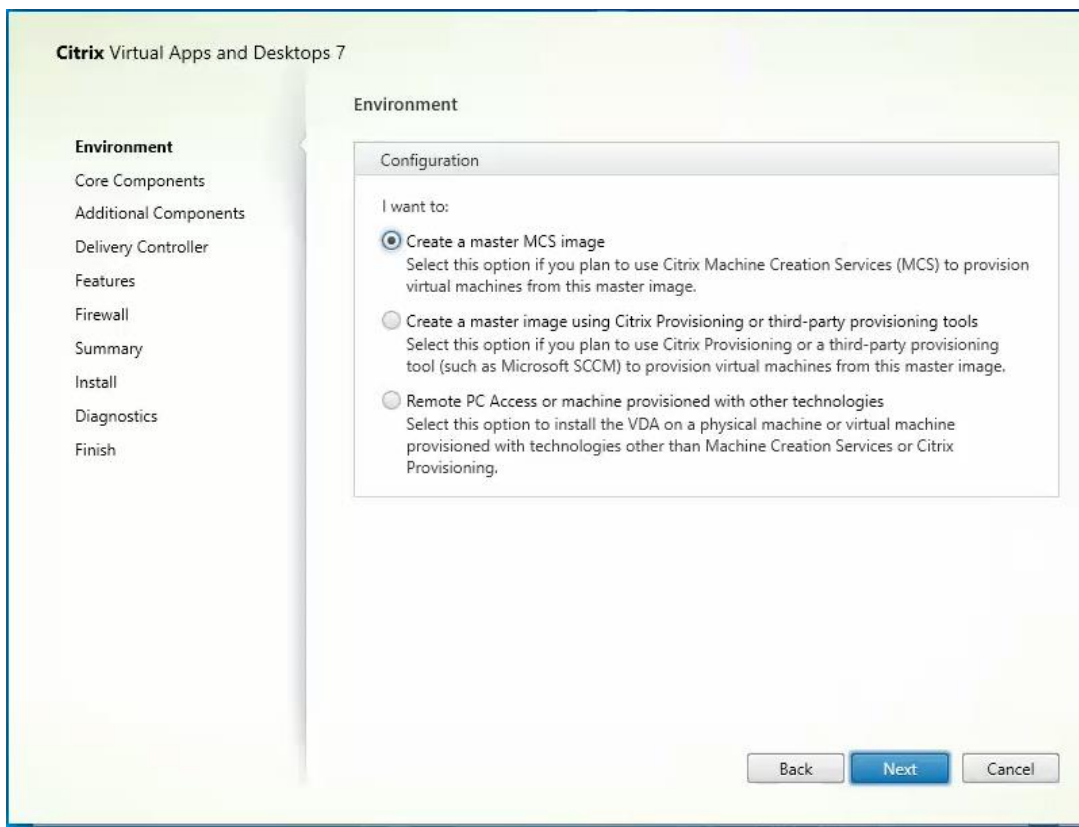 Citrix Virtual Apps and Desktops 7
Environment
Core Components
Additional Components
Delivery Controller
Features
Firewall
Summary
Install
Diagnostics
Finish
Environment
Configuration
I want to:
Create a master MCS image
Select this option if you plan to use Citrix Machine Creation Services (MCS) to provision
virtual machines from this master image.
Create a master image using Citrix Provisioning or third-party provisioning tools
Select this option if you plan to use Citrix Provisioning or a third-party provisioning
tool (such as Microsoft SCCM) to provision virtual machines from this master image.
Remote PC Access or machine provisioned with other technologies
Select this option to install the VDA on a physical machine or virtual machine
provisioned with technologies other than Machine Creation Services or Citrix
Provisioning.
Back
Next
Cancel